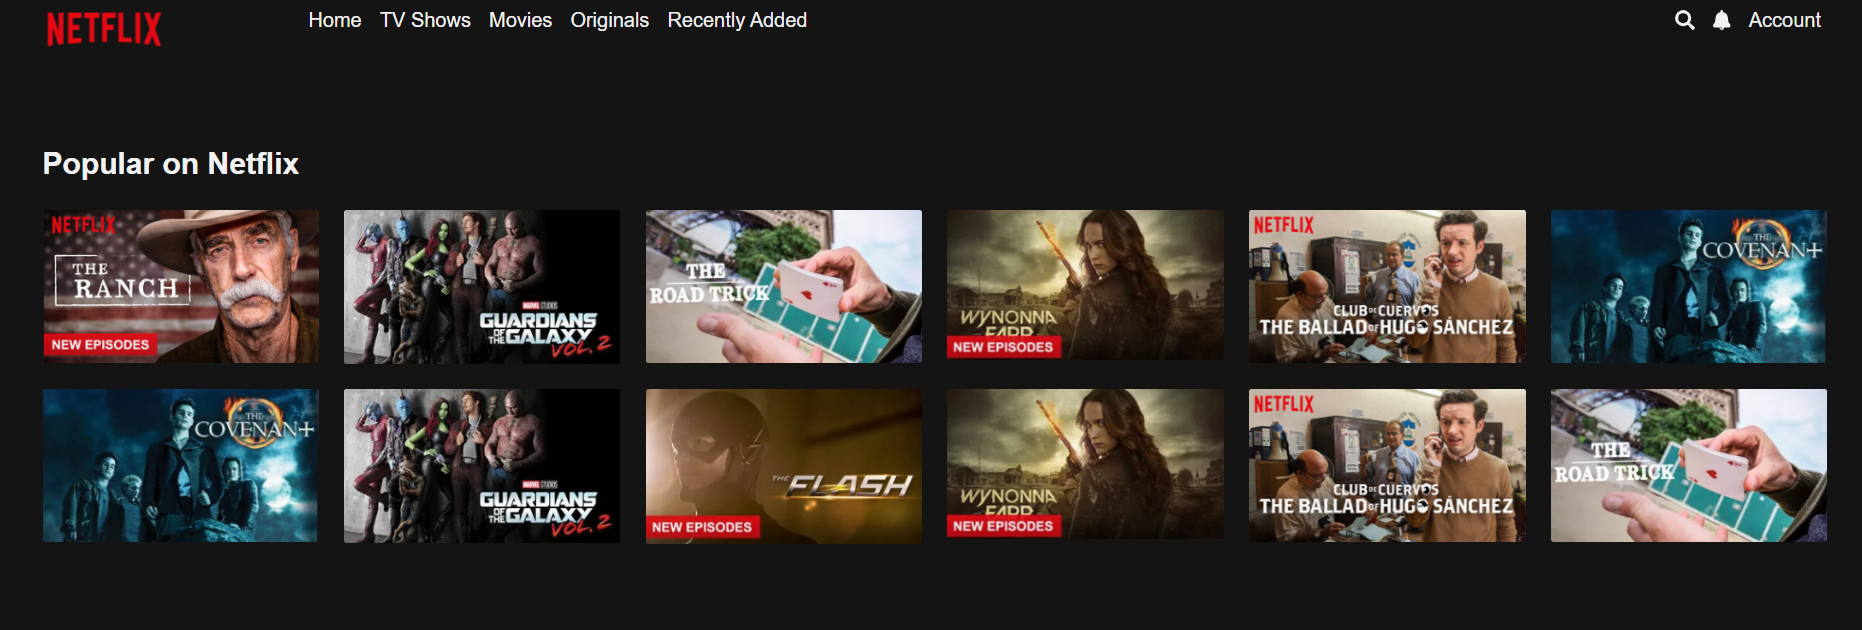 NETFLIX
Home TV Shows Movies Originals Recently Added
Account
Popular on Netflix
NETFLIX
THE
RANCH
NEW EPISODES
MARVEL STUDIOS
GUARDIANS
OF THE GALAXY
VOL. 2
THE
ROAD TRICK
WYNONNA
EARP
NEW EPISODES
NETFLIX
CLUB DE CUERVOS
THE BALLAD OF HUGO SÁNCHEZ
THE
COVENANT
THE
COVENANT
MARVEL STUDIOS
GUARDIANS
OF THE GALAXY
VOL. 2
THE FLASH
NEW EPISODES
WYNONNA
EARP
NEW EPISODES
NETFLIX
CLUB DE CUERVOS
THE BALLAD OF HUGO SÁNCHEZ
THE
ROAD TRICK